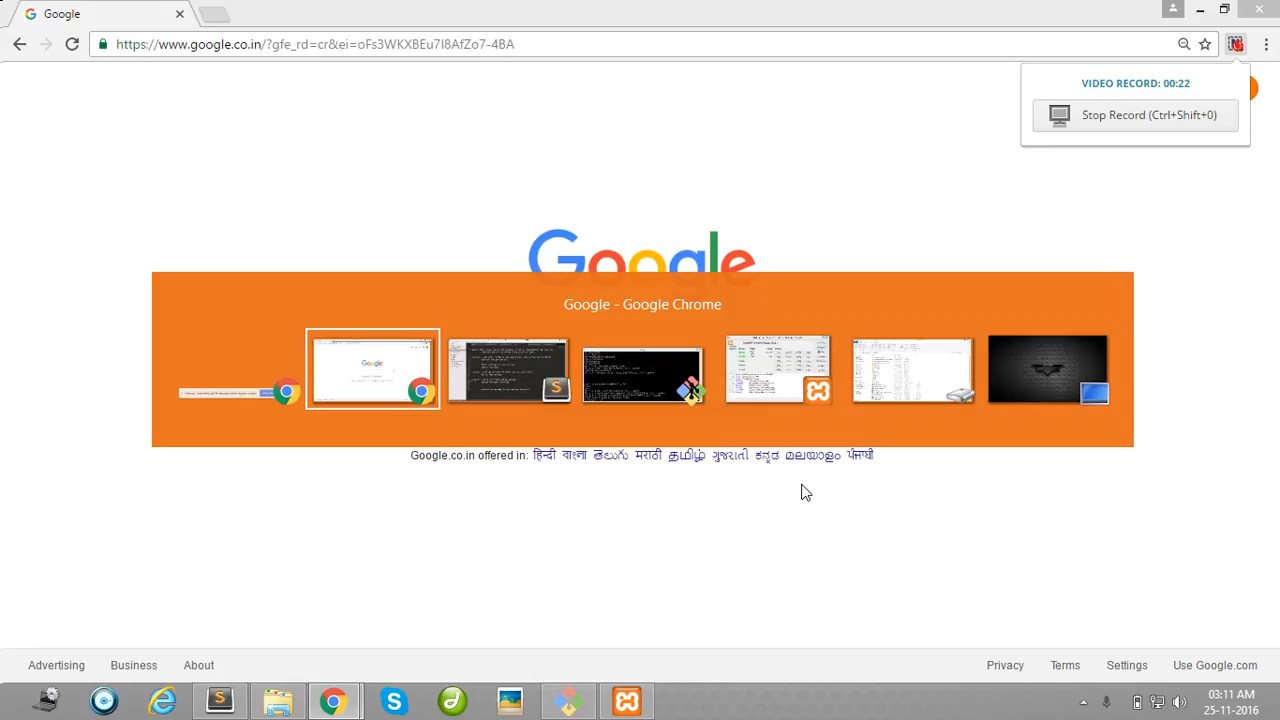 Google
https://www.google.co.in/?gfe_rd=cr&ei=oFs3WKXBEu7I8AfZo7-4BA
VIDEO RECORD: 00:22
Stop Record (Ctrl+Shift+0)
Google
Google - Google Chrome
Google.co.in offered in: हिन्दी বাংলা తెలుగు मराठी தமிழ் ગુજરાતી ಕನ್ನಡ മലയാളം ਪੰਜਾਬੀ
Advertising Business About Privacy Terms Settings Use Google.com
03:11 AM
25-11-2016